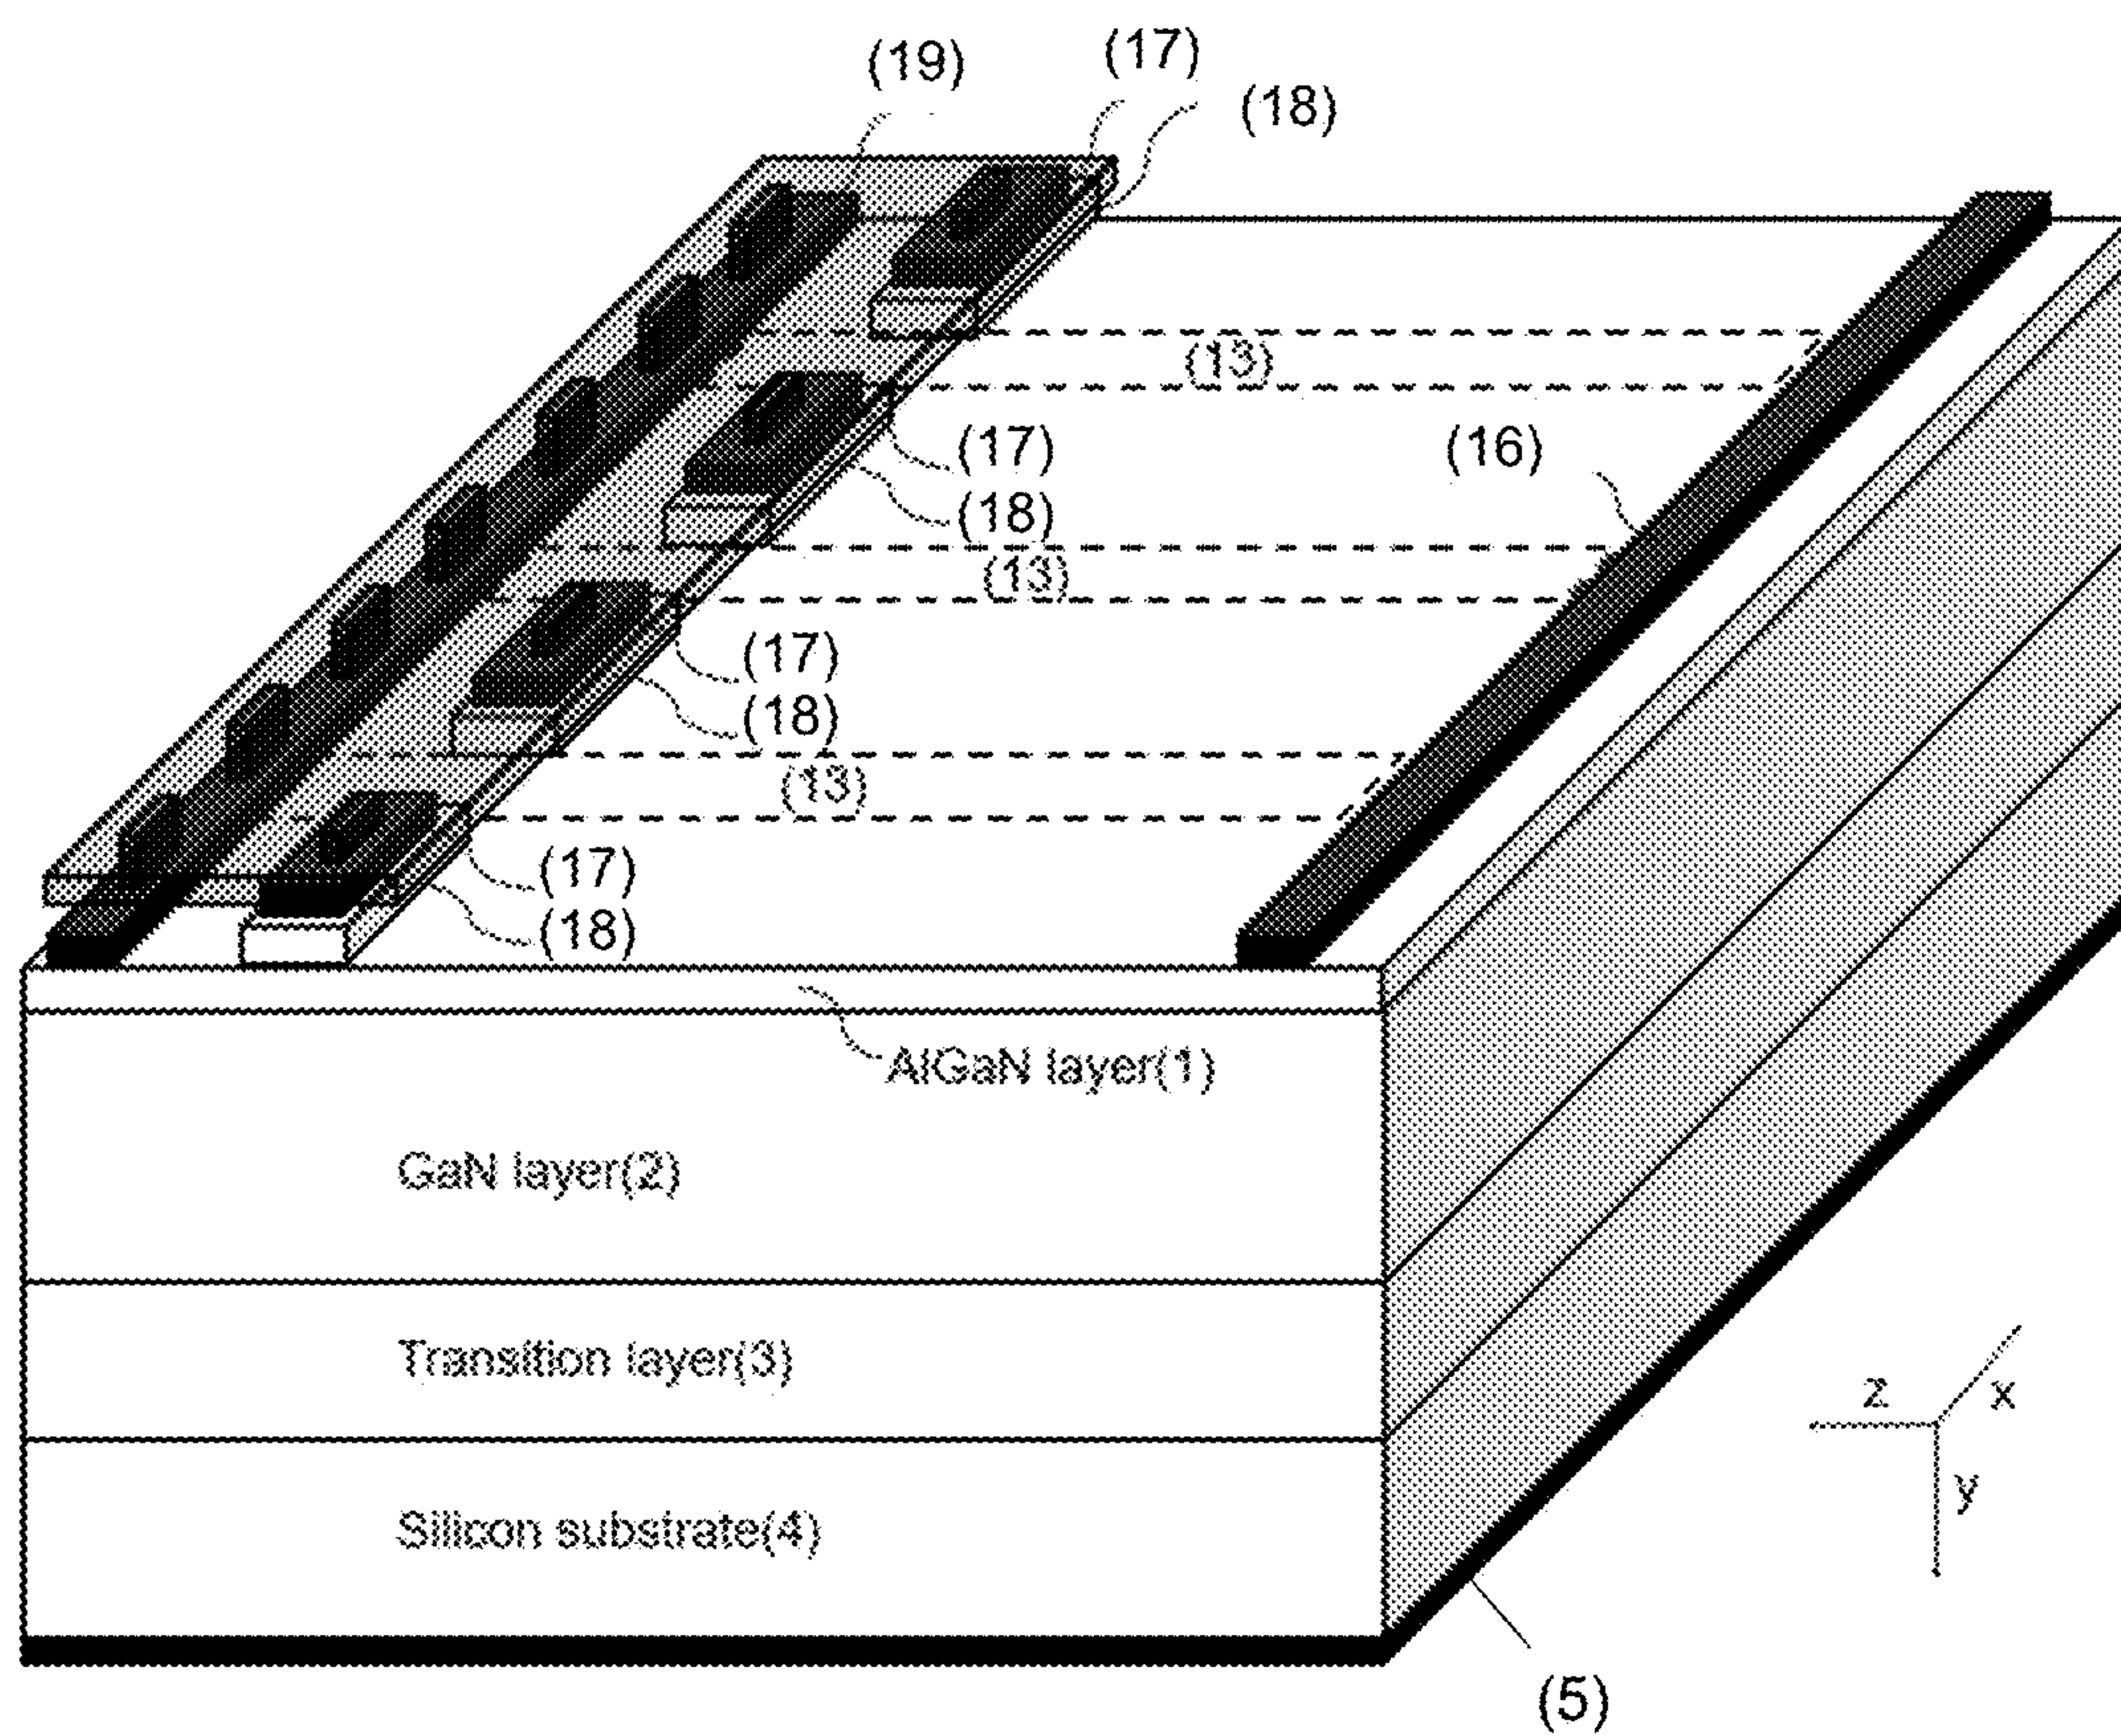 (19)
(17)
(18)
(13)
(17)
(16)
(18)
(13)
(17)
(18)
(13)
(17)
(18)
AlGaN layer(1)
GaN layer(2)
Transition layer(3)
z
x
y
Silicon substrate(4)
(5)